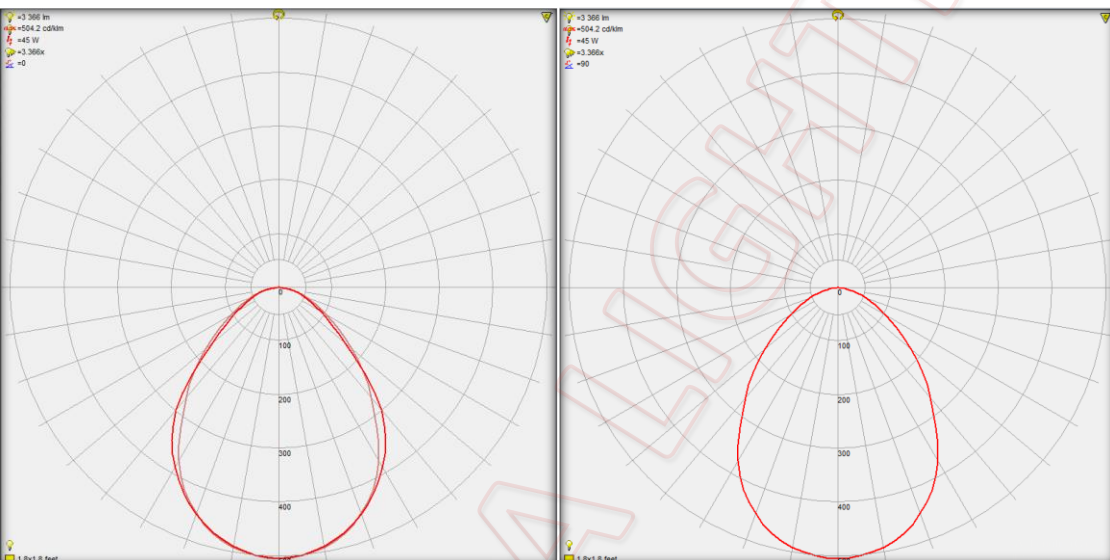 =3 366 lm
=504.2 cd/klm
=45 W
=3.366x
=0
0
100
200
300
400
1.8x1.8 feet
=3 366 lm
=504.2 cd/klm
=45 W
=3.366x
=90
0
100
200
300
400
1.8x1.8 feet
A LIGHT